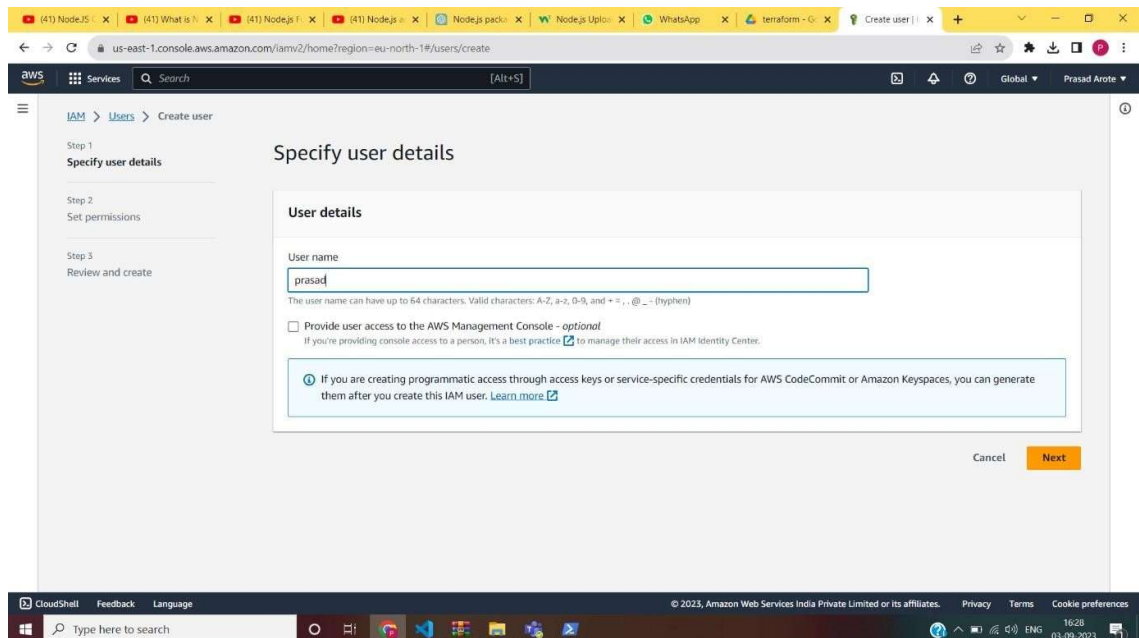 (41) NodeJS
(41) What is N
(41) Node.js F
(41) Node.js a
Node.js packa
Node.js Uploa
WhatsApp
terraform - G
Create user | I
us-east-1.console.aws.amazon.com/iamv2/home?region=eu-north-1#/users/create
aws Services Search [Alt+S] Global Prasad Arote
IAM > Users > Create user
Step 1
Specify user details
Step 2
Set permissions
Step 3
Review and create
Specify user details
User details
User name
prasad
The user name can have up to 64 characters. Valid characters: A-Z, a-z, 0-9, and + = , . @ _ - (hyphen)
Provide user access to the AWS Management Console - optional
If you're providing console access to a person, it's a best practice to manage their access in IAM Identity Center.
If you are creating programmatic access through access keys or service-specific credentials for AWS CodeCommit or Amazon Keyspaces, you can generate
them after you create this IAM user. Learn more
Cancel Next
CloudShell Feedback Language © 2023, Amazon Web Services India Private Limited or its affiliates. Privacy Terms Cookie preferences
Type here to search ENG 16:28
03-09-2023